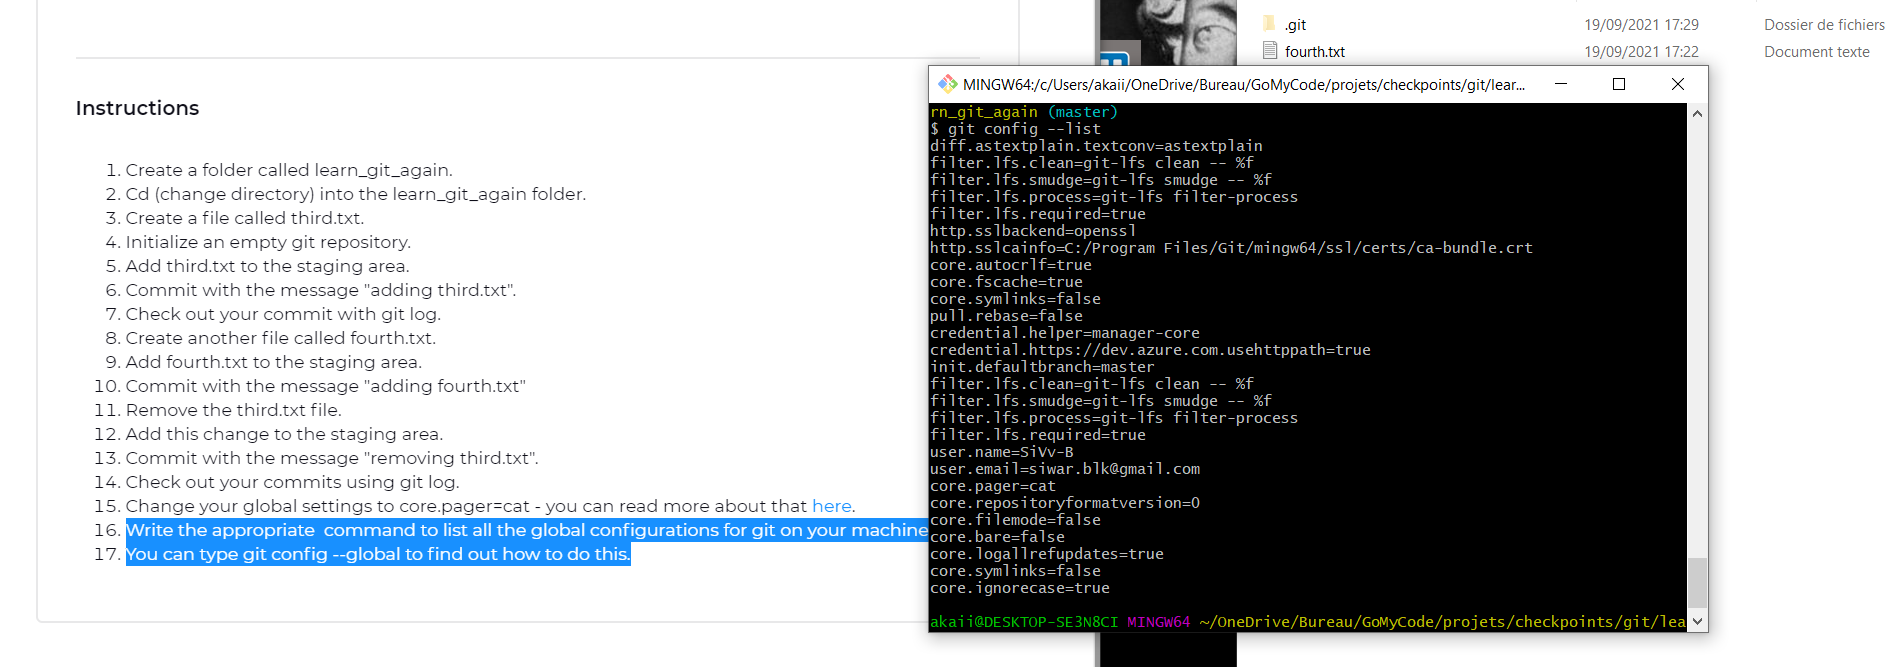 Instructions
1. Create a folder called learn_git_again.
2. Cd (change directory) into the learn_git_again folder.
3. Create a file called third.txt.
4. Initialize an empty git repository.
5. Add third.txt to the staging area.
6. Commit with the message "adding third.txt".
7. Check out your commit with git log.
8. Create another file called fourth.txt.
9. Add fourth.txt to the staging area.
10. Commit with the message "adding fourth.txt"
11. Remove the third.txt file.
12. Add this change to the staging area.
13. Commit with the message "removing third.txt".
14. Check out your commits using git log.
15. Change your global settings to core.pager=cat - you can read more about that here.
16. Write the appropriate  command to list all the global configurations for git on your machine
17. You can type git config --global to find out how to do this.
.git 19/09/2021 17:29 Dossier de fichiers
fourth.txt 19/09/2021 17:22 Document texte
MINGW64:/c/Users/akaii/OneDrive/Bureau/GoMyCode/projets/checkpoints/git/lear...
rn_git_again (master)
$ git config --list
diff.astextplain.textconv=astextplain
filter.lfs.clean=git-lfs clean -- %f
filter.lfs.smudge=git-lfs smudge -- %f
filter.lfs.process=git-lfs filter-process
filter.lfs.required=true
http.sslbackend=openssl
http.sslcainfo=C:/Program Files/Git/mingw64/ssl/certs/ca-bundle.crt
core.autocrlf=true
core.fscache=true
core.symlinks=false
pull.rebase=false
credential.helper=manager-core
credential.https://dev.azure.com.usehttppath=true
init.defaultbranch=master
filter.lfs.clean=git-lfs clean -- %f
filter.lfs.smudge=git-lfs smudge -- %f
filter.lfs.process=git-lfs filter-process
filter.lfs.required=true
user.name=SiVv-B
user.email=siwar.blk@gmail.com
core.pager=cat
core.repositoryformatversion=0
core.filemode=false
core.bare=false
core.logallrefupdates=true
core.symlinks=false
core.ignorecase=true
akaii@DESKTOP-SE3N8CI MINGW64 ~/OneDrive/Bureau/GoMyCode/projets/checkpoints/git/lea